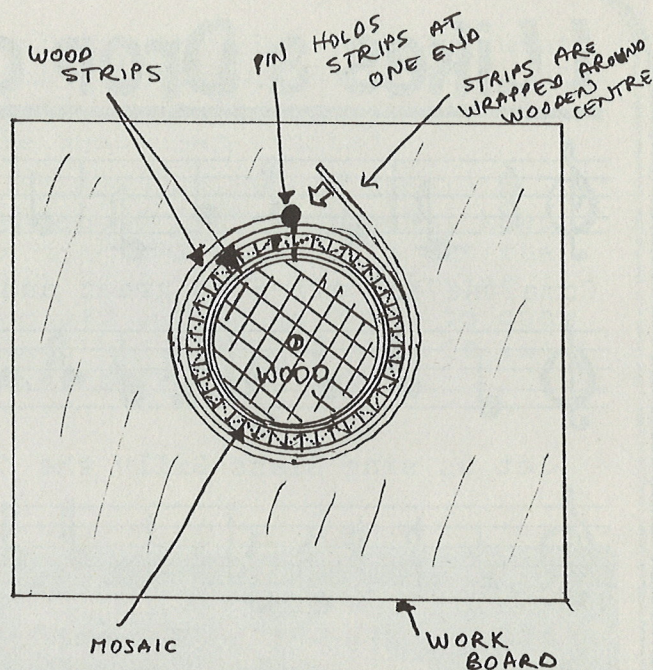 WOOD
STRIPS
PIN HOLDS
STRIPS AT
ONE END
STRIPS ARE
WRAPPED AROUND
WOODEN
CENTRE
WOOD
MOSAIC
WORK
BOARD